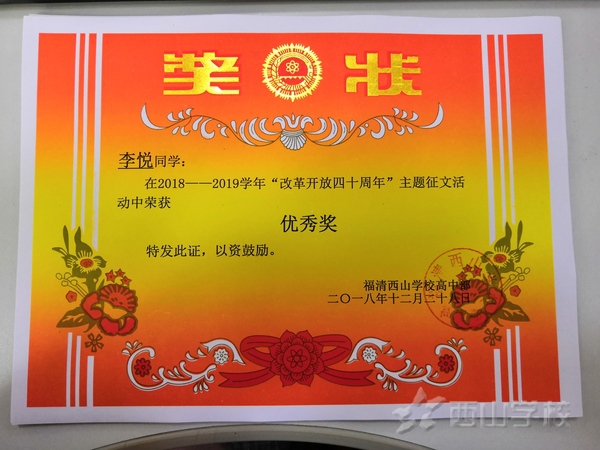 奖 状
李悦同学：
在2018——2019学年“改革开放四十周年”主题征文活
动中荣获
优秀奖
特发此证，以资鼓励。
福清西山学校高中部
二〇一八年十二月二十八日
西山学校